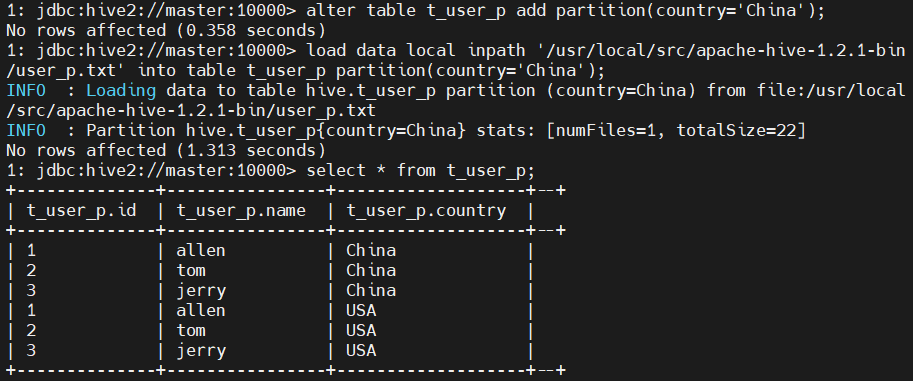 1: jdbc:hive2://master:10000> alter table t_user_p add partition(country='China');
No rows affected (0.358 seconds)
1: jdbc:hive2://master:10000> load data local inpath '/usr/local/src/apache-hive-1.2.1-bin
/user_p.txt' into table t_user_p partition(country='China');
INFO  : Loading data to table hive.t_user_p partition (country=China) from file:/usr/local
/src/apache-hive-1.2.1-bin/user_p.txt
INFO  : Partition hive.t_user_p{country=China} stats: [numFiles=1, totalSize=22]
No rows affected (1.313 seconds)
1: jdbc:hive2://master:10000> select * from t_user_p;
+--------------+----------------+-------------------+--+
| t_user_p.id  | t_user_p.name  | t_user_p.country  |
+--------------+----------------+-------------------+--+
| 1            | allen          | China             |
| 2            | tom            | China             |
| 3            | jerry          | China             |
| 1            | allen          | USA               |
| 2            | tom            | USA               |
| 3            | jerry          | USA               |
+--------------+----------------+-------------------+--+